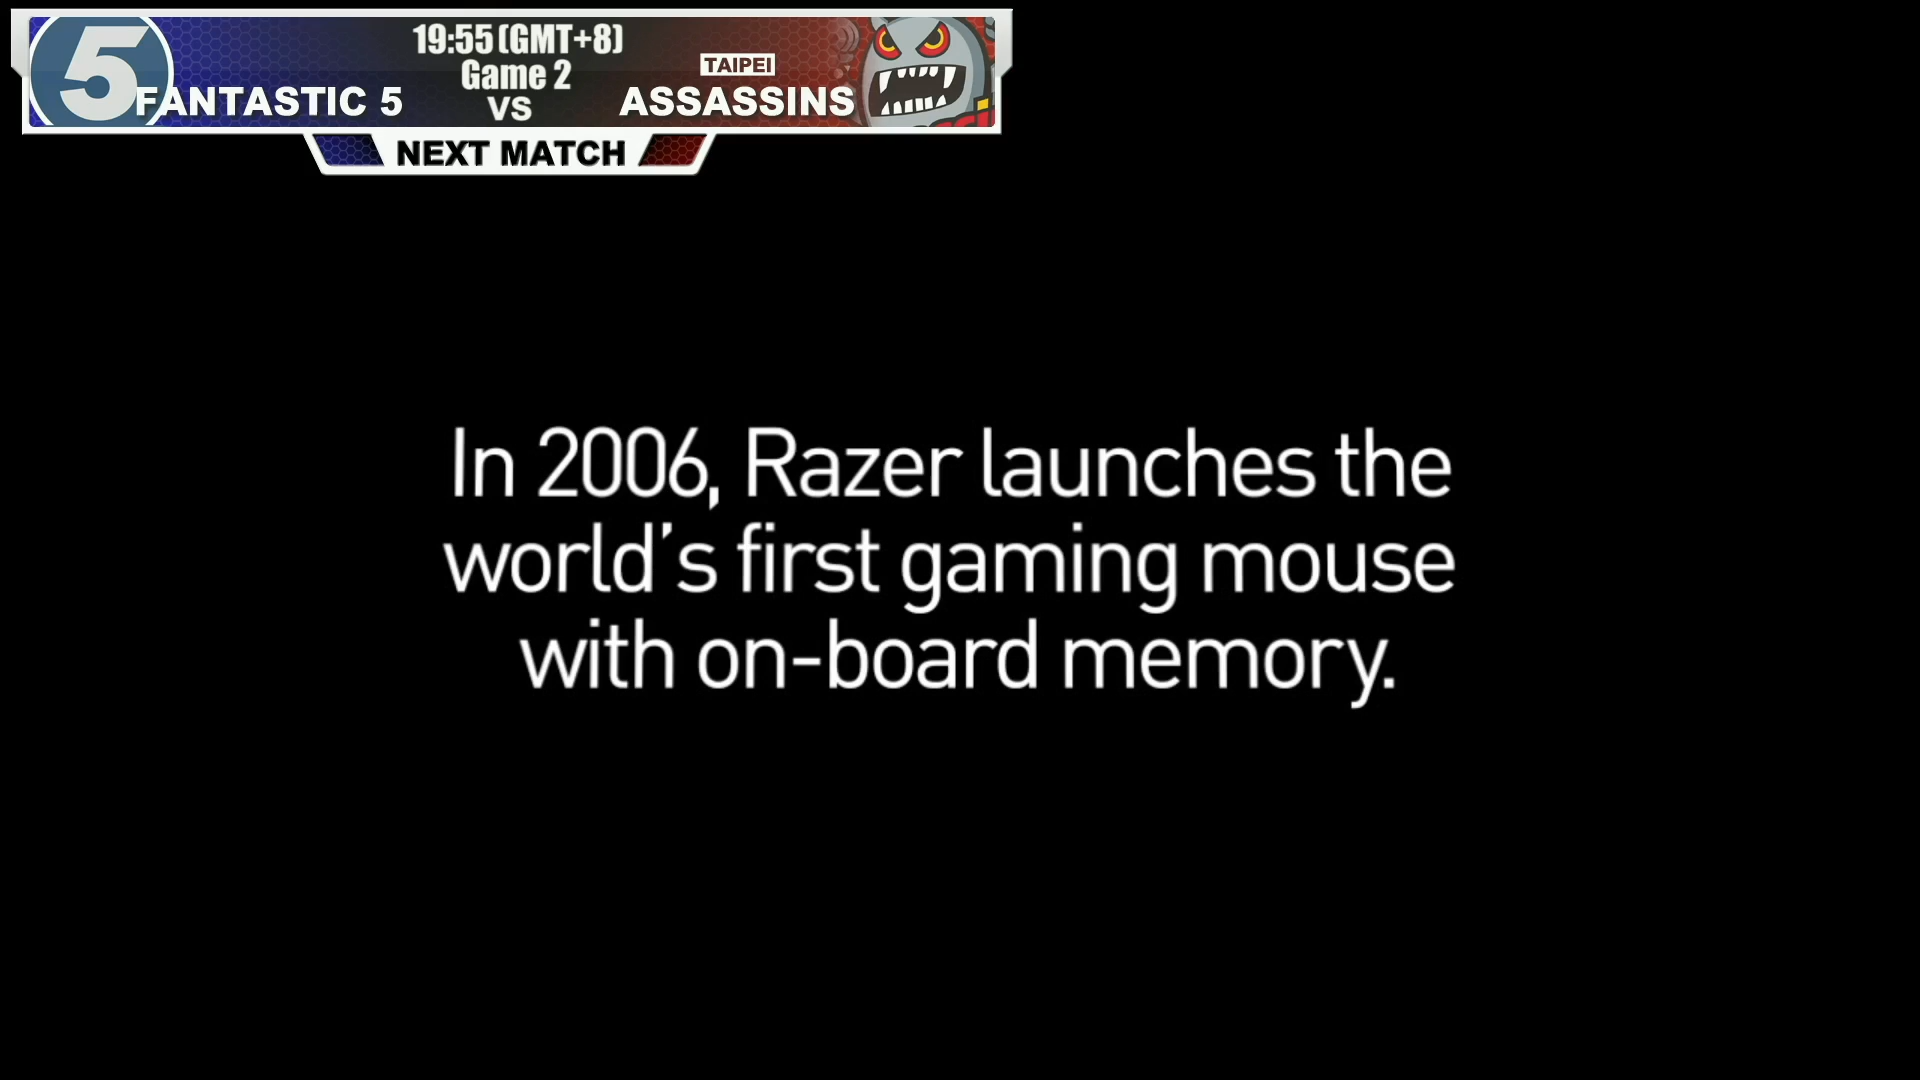 5
19:55(GMT+8)
Game 2
TAIPEI
FANTASTIC 5
VS
ASSASSINS
NEXT MATCH
In 2006, Razer launches the
world's first gaming mouse
with on-board memory.